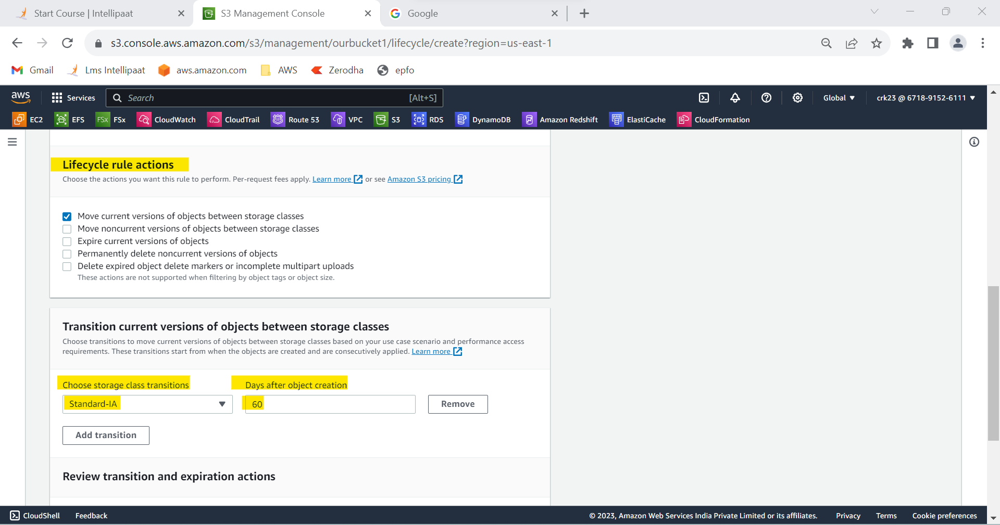 Start Course | Intellipaat
S3 Management Console
Google
s3.console.aws.amazon.com/s3/management/ourbucket1/lifecycle/create?region=us-east-1
Gmail
Lms Intellipaat
aws.amazon.com
AWS
Zerodha
epfo
aws
Services
Search
[Alt+S]
Global
crk23 @ 6718-9152-6111
EC2
EFS
FSx
FSx
CloudWatch
CloudTrail
Route 53
VPC
S3
RDS
DynamoDB
Amazon Redshift
ElastiCache
CloudFormation
Lifecycle rule actions
Choose the actions you want this rule to perform. Per-request fees apply. Learn more or see Amazon S3 pricing
Move current versions of objects between storage classes
Move noncurrent versions of objects between storage classes
Expire current versions of objects
Permanently delete noncurrent versions of objects
Delete expired object delete markers or incomplete multipart uploads
These actions are not supported when filtering by object tags or object size.
Transition current versions of objects between storage classes
Choose transitions to move current versions of objects between storage classes based on your use case scenario and performance access
requirements. These transitions start from when the objects are created and are consecutively applied. Learn more
Choose storage class transitions
Days after object creation
Standard-IA
60
Remove
Add transition
Review transition and expiration actions
CloudShell
Feedback
© 2023, Amazon Web Services India Private Limited or its affiliates.
Privacy
Terms
Cookie preferences